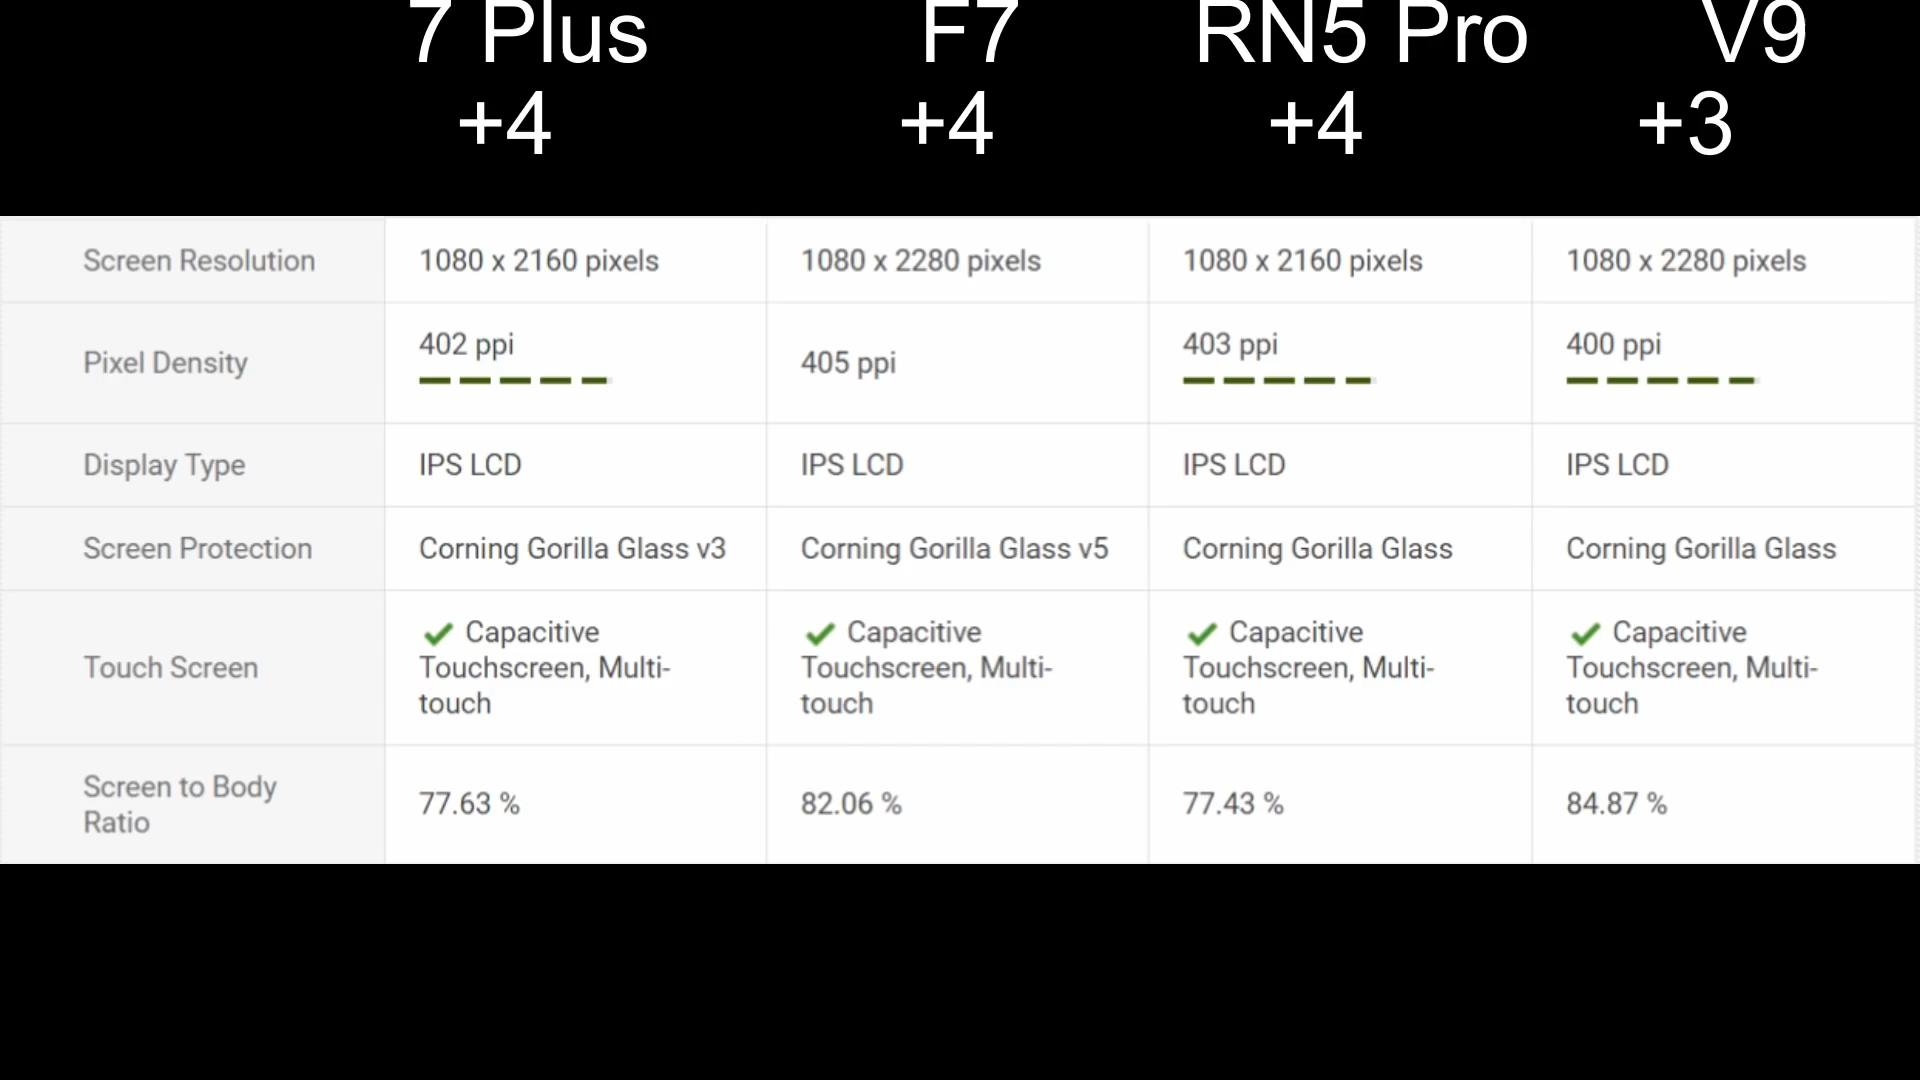 7 Plus F7 RN5 Pro V9
+4 +4 +4 +3
Screen Resolution 1080 x 2160 pixels 1080 x 2280 pixels 1080 x 2160 pixels 1080 x 2280 pixels
Pixel Density 402 ppi 405 ppi 403 ppi 400 ppi
Display Type IPS LCD IPS LCD IPS LCD IPS LCD
Screen Protection Corning Gorilla Glass v3 Corning Gorilla Glass v5 Corning Gorilla Glass Corning Gorilla Glass
Capacitive Capacitive Capacitive Capacitive
Touch Screen Touchscreen, Multi- Touchscreen, Multi- Touchscreen, Multi- Touchscreen, Multi-
touch touch touch touch
Screen to Body
Ratio 77.63 % 82.06 % 77.43 % 84.87 %